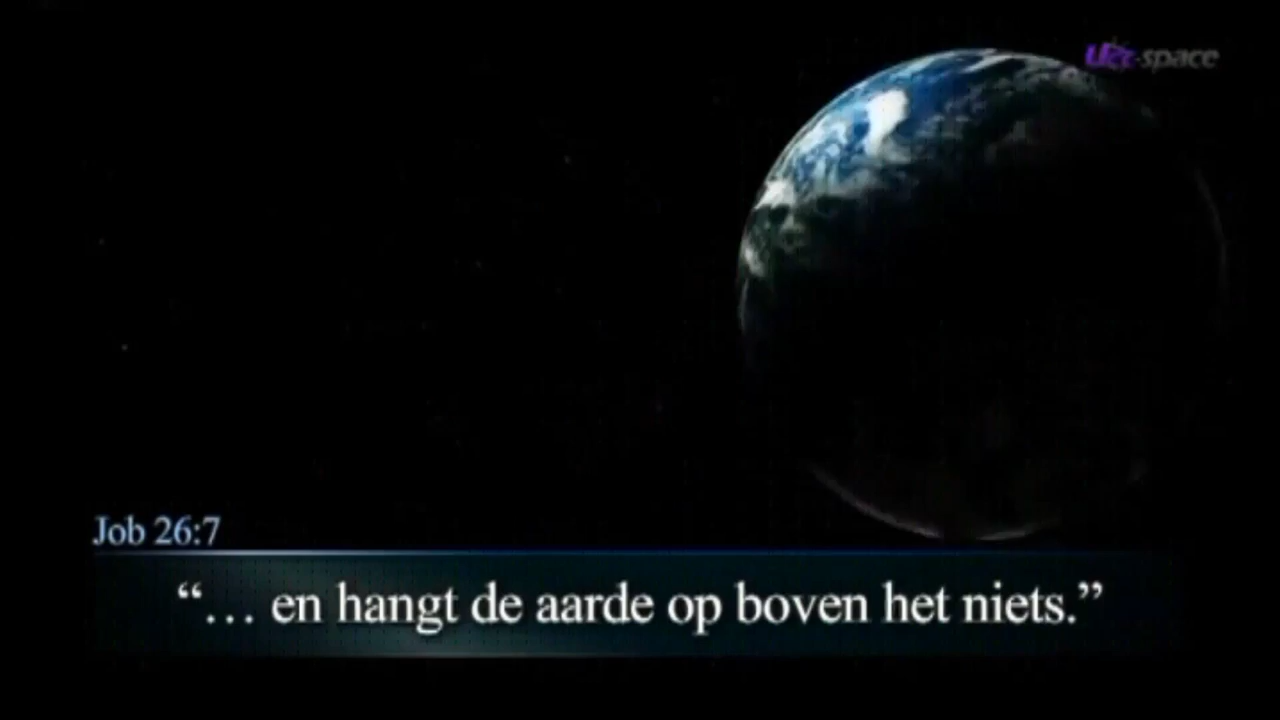 Job 26:7
“… en hangt de aarde op boven het niets.”